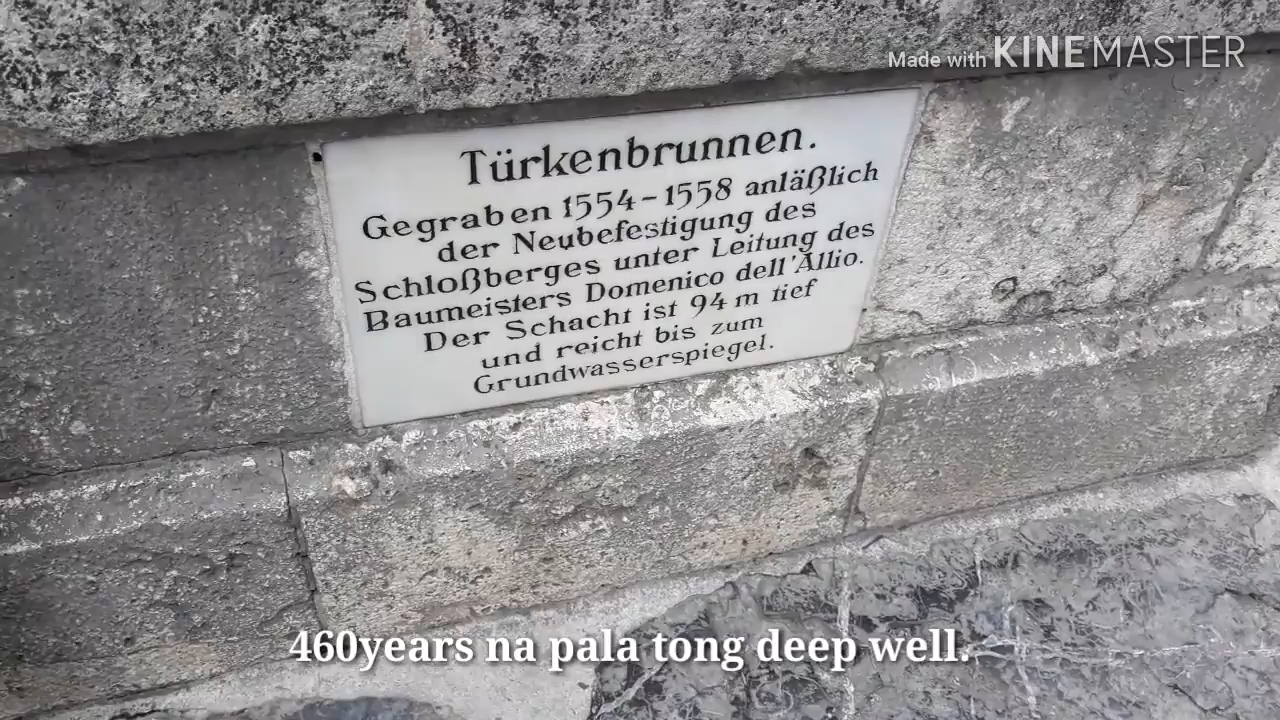 Made with KINEMASTER
Türkenbrunnen.
Gegraben 1554-1558 anläßlich
der Neubefestigung des
Schloßberges unter Leitung des
Baumeisters Domenico dell'Allio.
Der Schacht ist 94 m tief
und reicht bis zum
Grundwasserspiegel.
460years na pala tong deep well.